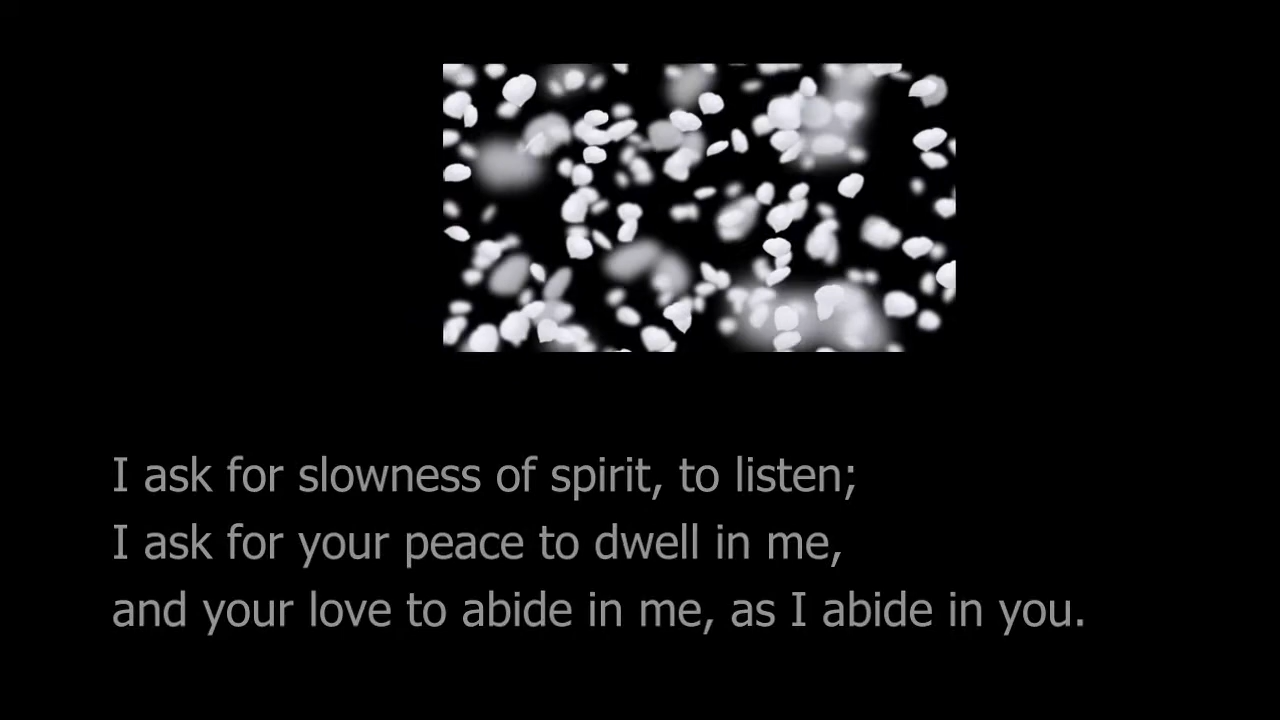 I ask for slowness of spirit, to listen;
I ask for your peace to dwell in me,
and your love to abide in me, as I abide in you.